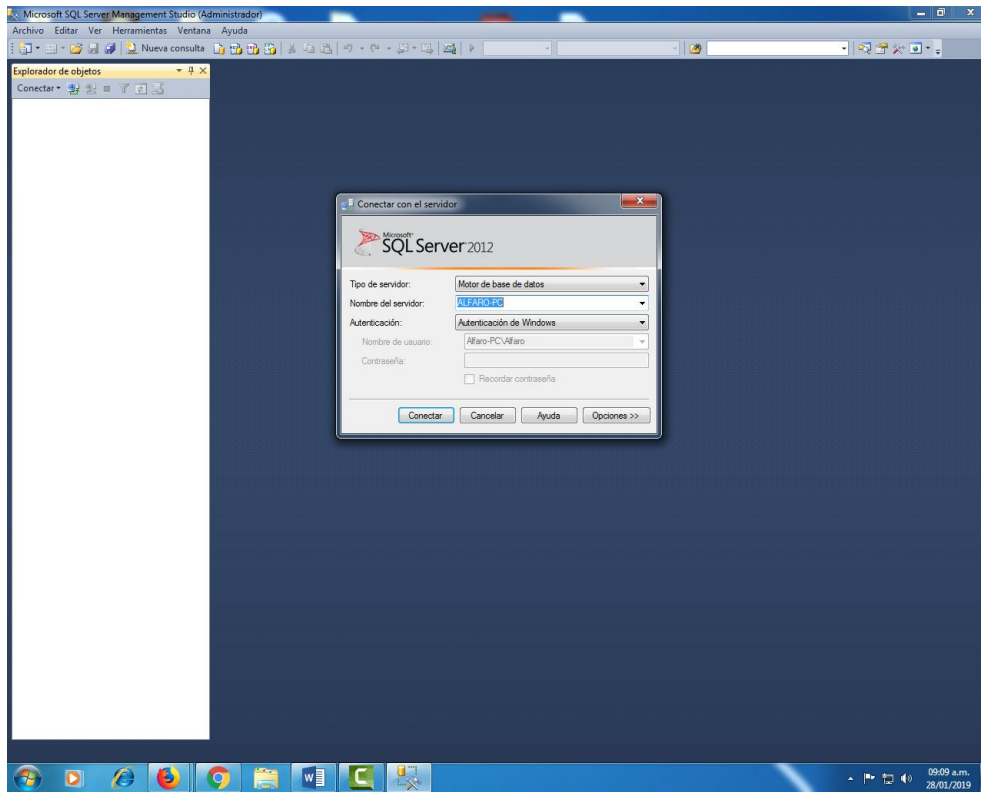 Microsoft SQL Server Management Studio (Administrador)
Archivo Editar Ver Herramientas Ventana Ayuda
Nueva consulta
Explorador de objetos
Conectar
Conectar con el servidor
Microsoft
SQL Server 2012
Tipo de servidor: Motor de base de datos
Nombre del servidor: ALFARO-PC
Autenticación: Autenticación de Windows
Nombre de usuario: Alfaro-PC\Alfaro
Contraseña:
Recordar contraseña
Conectar Cancelar Ayuda Opciones >>
09:09 a.m.
28/01/2019